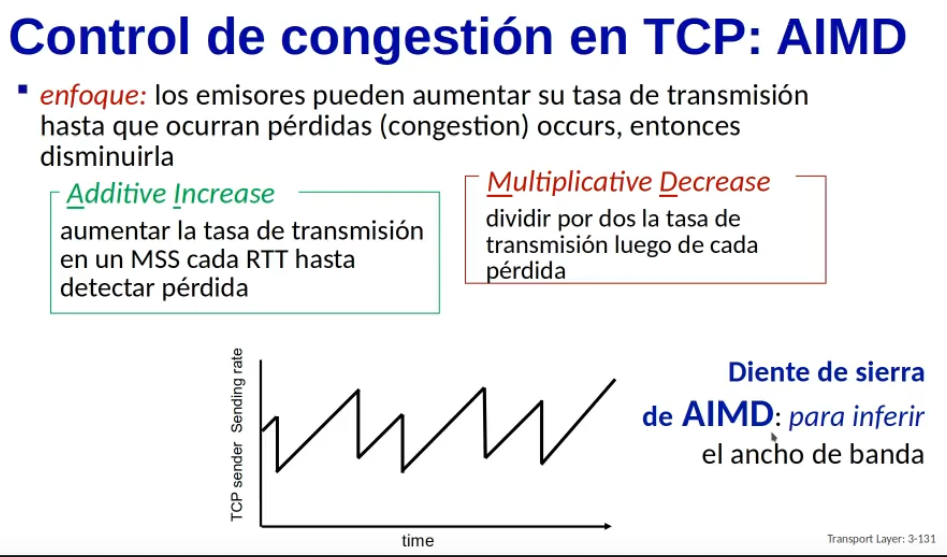 Control de congestión en TCP: AIMD
enfoque: los emisores pueden aumentar su tasa de transmisión
hasta que ocurran pérdidas (congestion) occurs, entonces
disminuirla
Additive Increase
aumentar la tasa de transmisión
en un MSS cada RTT hasta
detectar pérdida
Multiplicative Decrease
dividir por dos la tasa de
transmisión luego de cada
pérdida
TCP sender Sending rate
time
Diente de sierra
de AIMD: para inferir
el ancho de banda
Transport Layer: 3-131